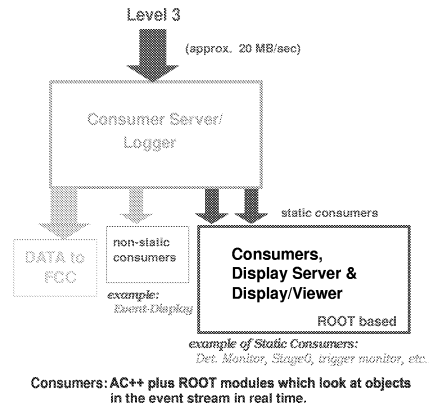 Level 3
(approx. 20 MB/sec)
Consumer Server/
Logger
static consumers
DATA to
FCC
non-static
consumers
example:
Event-Display
Consumers,
Display Server &
Display/Viewer
ROOT based
example of Static Consumers:
Det. Monitor, Stage0, trigger monitor, etc.
Consumers: AC++ plus ROOT modules which look at objects
in the event stream in real time.